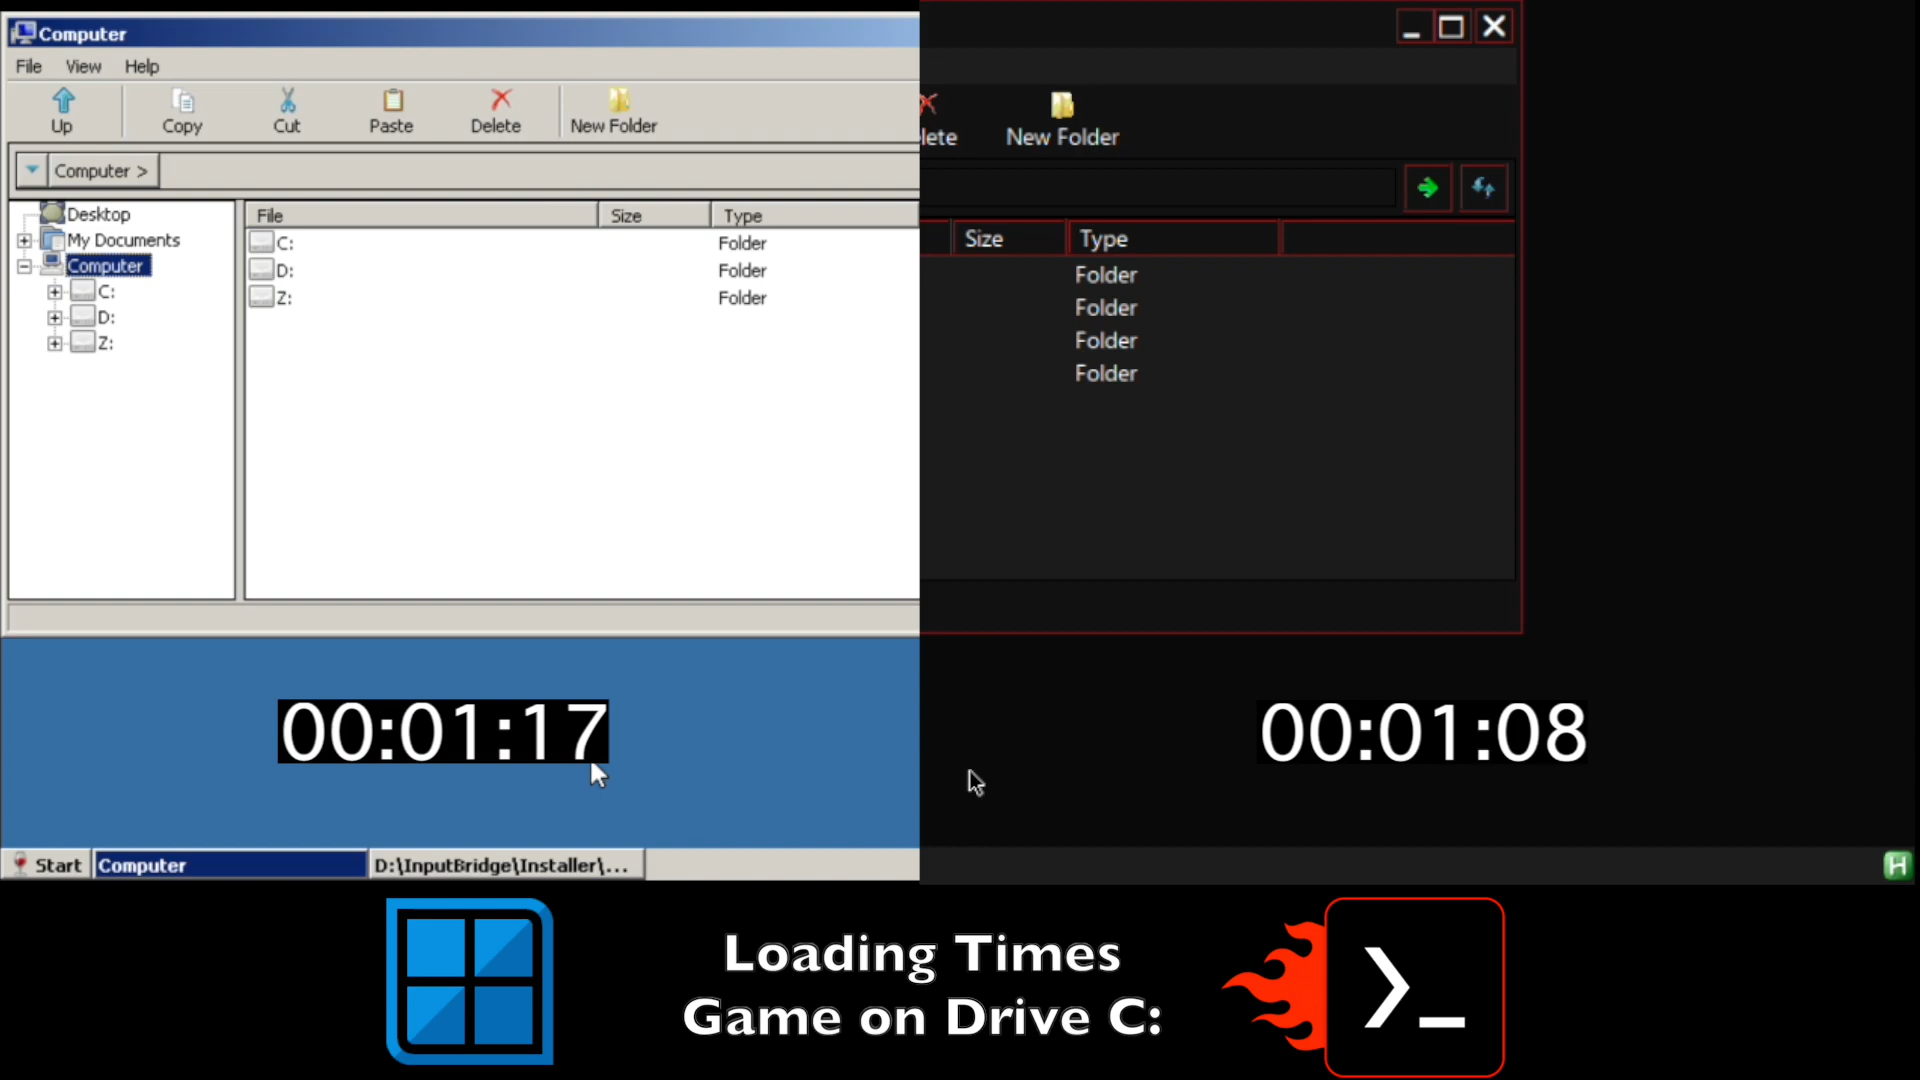 Computer
File View Help
Up Copy Cut Paste Delete New Folder
Computer >
Desktop
My Documents
Computer
C:
D:
Z:
File Size Type
C: Folder
D: Folder
Z: Folder
00:01:17
Start Computer D:\InputBridge\Installer\...
lete New Folder
Size Type
Folder
Folder
Folder
Folder
00:01:08
H
Loading Times
Game on Drive C: